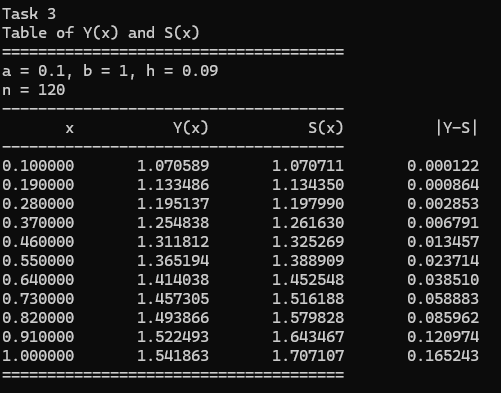 Task 3
Table of Y(x) and S(x)
======================================
a = 0.1, b = 1, h = 0.09
n = 120
--------------------------------------
x Y(x) S(x) |Y-S|
--------------------------------------
0.100000 1.070589 1.070711 0.000122
0.190000 1.133486 1.134350 0.000864
0.280000 1.195137 1.197990 0.002853
0.370000 1.254838 1.261630 0.006791
0.460000 1.311812 1.325269 0.013457
0.550000 1.365194 1.388909 0.023714
0.640000 1.414038 1.452548 0.038510
0.730000 1.457305 1.516188 0.058883
0.820000 1.493866 1.579828 0.085962
0.910000 1.522493 1.643467 0.120974
1.000000 1.541863 1.707107 0.165243
======================================